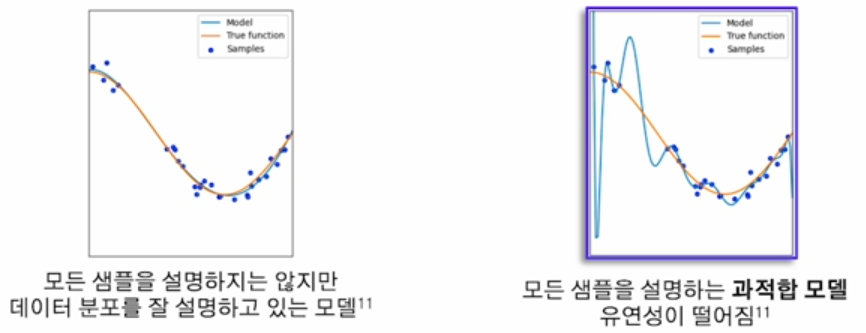 Model
True function
Samples
모든 샘플을 설명하지는 않지만
데이터 분포를 잘 설명하고 있는 모델11
Model
True function
Samples
모든 샘플을 설명하는 과적합 모델
유연성이 떨어짐11